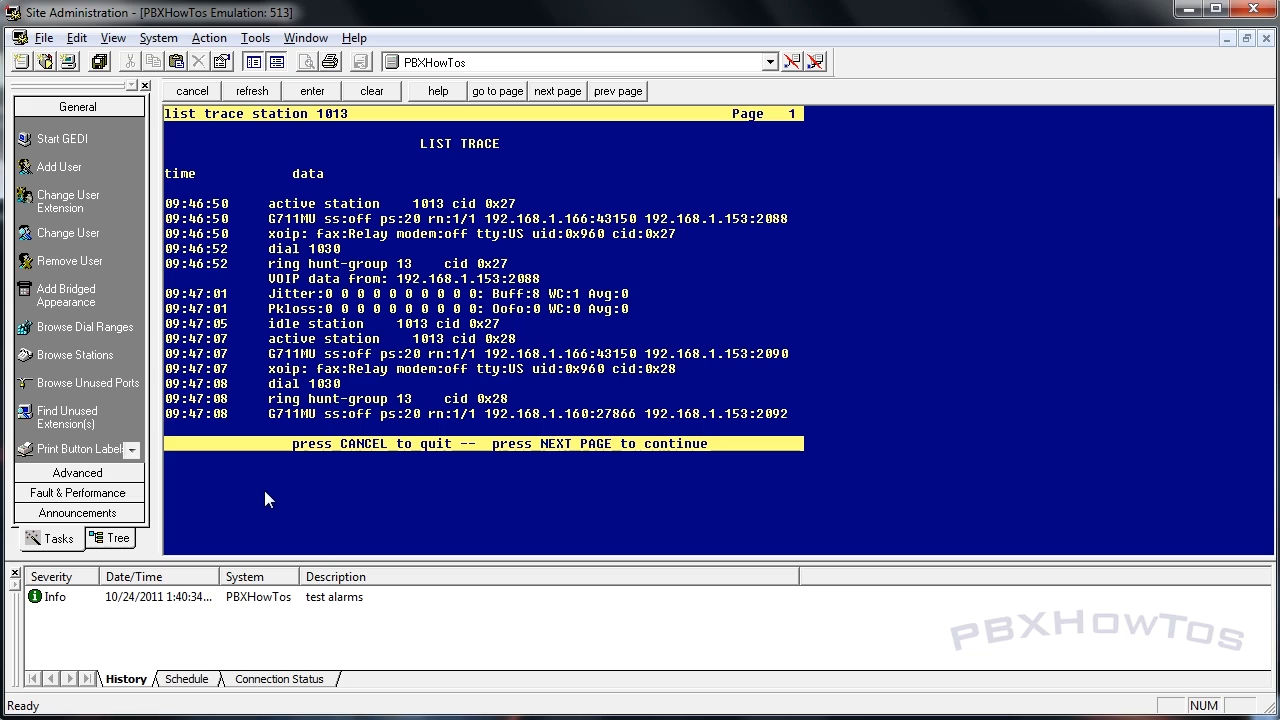 Site Administration - [PBXHowTos Emulation: 513]
File Edit View System Action Tools Window Help
PBXHowTos
cancel refresh enter clear help go to page next page prev page
General
Start GEDI
Add User
Change User
Extension
Change User
Remove User
Add Bridged
Appearance
Browse Dial Ranges
Browse Stations
Browse Unused Ports
Find Unused
Extension(s)
Print Button Label
Advanced
Fault & Performance
Announcements
Tasks Tree
list trace station 1013 Page 1
LIST TRACE
time data
09:46:50 active station 1013 cid 0x27
09:46:50 G711MU ss:off ps:20 rn:1/1 192.168.1.166:43150 192.168.1.153:2088
09:46:50 xoip: fax:Relay modem:off tty:US uid:0x960 cid:0x27
09:46:52 dial 1030
09:46:52 ring hunt-group 13 cid 0x27
VOIP data from: 192.168.1.153:2088
09:47:01 Jitter:0 0 0 0 0 0 0 0 0 0: Buff:8 WC:1 Avg:0
09:47:01 Pkloss:0 0 0 0 0 0 0 0 0 0: Oofo:0 WC:0 Avg:0
09:47:05 idle station 1013 cid 0x27
09:47:07 active station 1013 cid 0x28
09:47:07 G711MU ss:off ps:20 rn:1/1 192.168.1.166:43150 192.168.1.153:2090
09:47:07 xoip: fax:Relay modem:off tty:US uid:0x960 cid:0x28
09:47:08 dial 1030
09:47:08 ring hunt-group 13 cid 0x28
09:47:08 G711MU ss:off ps:20 rn:1/1 192.168.1.160:27866 192.168.1.153:2092
press CANCEL to quit -- press NEXT PAGE to continue
Severity Date/Time System Description
Info 10/24/2011 1:40:34... PBXHowTos test alarms
PBXHowTos
History Schedule Connection Status
Ready NUM